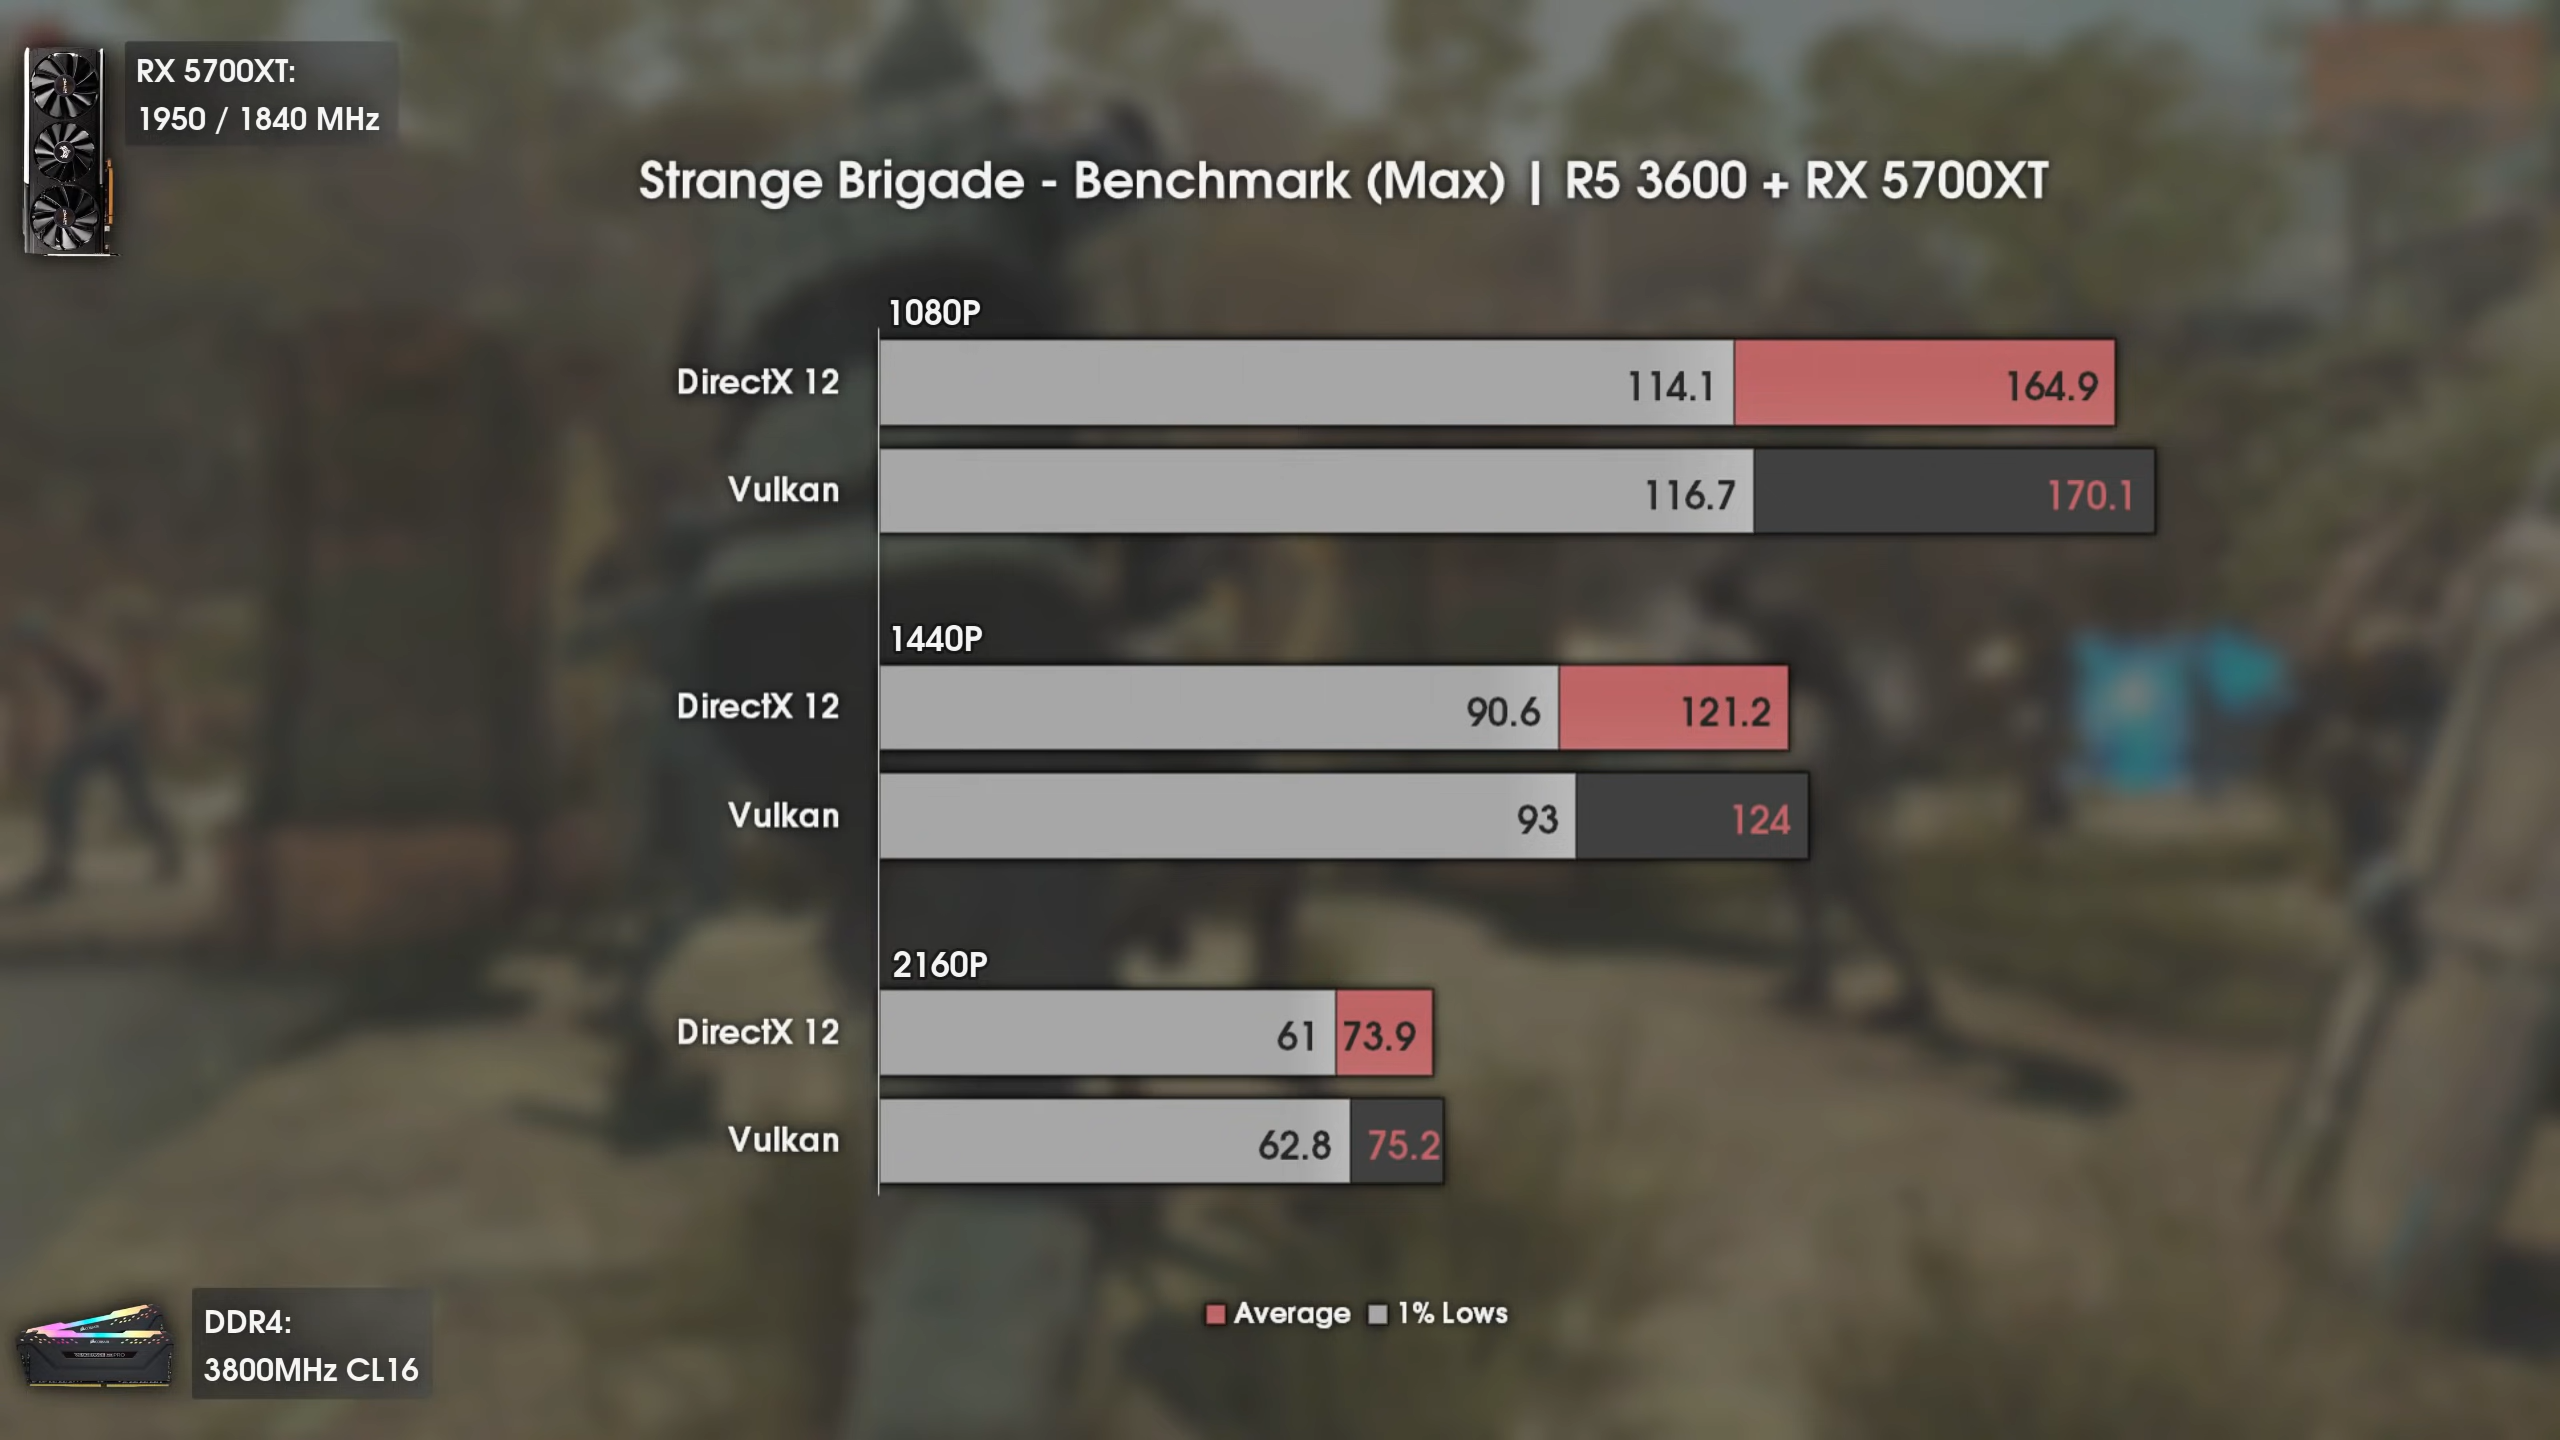 RX 5700XT:
1950 / 1840 MHz
Strange Brigade - Benchmark (Max) | R5 3600 + RX 5700XT
1080P
DirectX 12 114.1 164.9
Vulkan 116.7 170.1
1440P
DirectX 12 90.6 121.2
Vulkan 93 124
2160P
DirectX 12 61 73.9
Vulkan 62.8 75.2
Average 1% Lows
DDR4:
3800MHz CL16